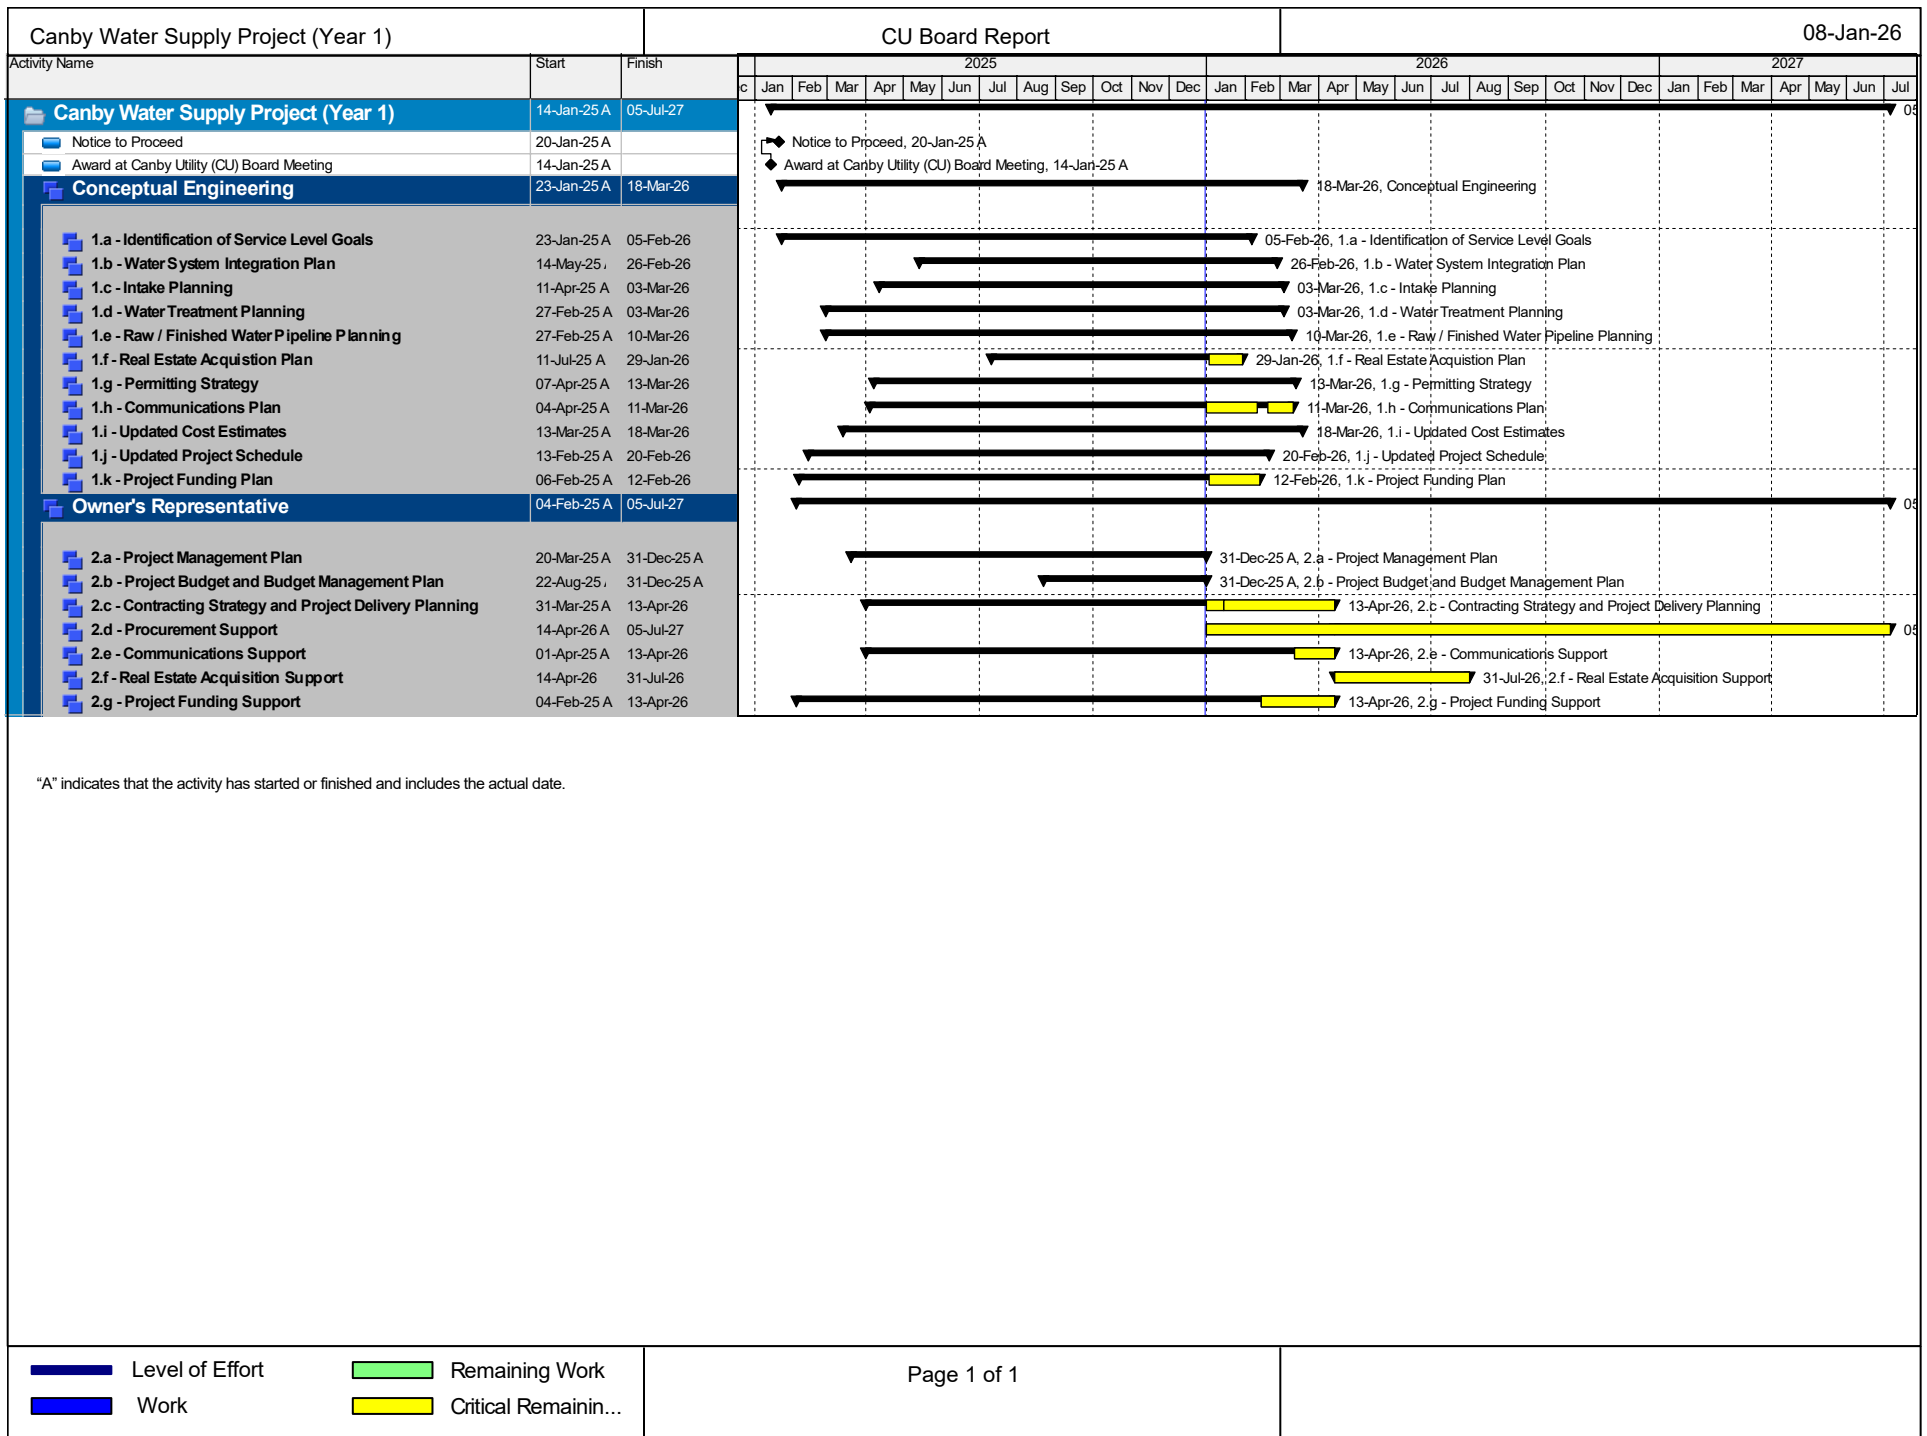 Canby Water Supply Project (Year 1) CU Board Report 08-Jan-26
Activity Name Start Finish 2025 2026 2027
c Jan Feb Mar Apr May Jun Jul Aug Sep Oct Nov Dec Jan Feb Mar Apr May Jun Jul Aug Sep Oct Nov Dec Jan Feb Mar Apr May Jun Jul
Canby Water Supply Project (Year 1) 14-Jan-25 A 05-Jul-27 05
Notice to Proceed 20-Jan-25 A Notice to Proceed, 20-Jan-25 A
Award at Canby Utility (CU) Board Meeting 14-Jan-25 A Award at Canby Utility (CU) Board Meeting, 14-Jan-25 A
Conceptual Engineering 23-Jan-25 A 18-Mar-26 18-Mar-26, Conceptual Engineering
1.a - Identification of Service Level Goals 23-Jan-25 A 05-Feb-26 05-Feb-26, 1.a - Identification of Service Level Goals
1.b - Water System Integration Plan 14-May-25 26-Feb-26 26-Feb-26, 1.b - Water System Integration Plan
1.c - Intake Planning 11-Apr-25 A 03-Mar-26 03-Mar-26, 1.c - Intake Planning
1.d - Water Treatment Planning 27-Feb-25 A 03-Mar-26 03-Mar-26, 1.d - Water Treatment Planning
1.e - Raw / Finished Water Pipeline Planning 27-Feb-25 A 10-Mar-26 10-Mar-26, 1.e - Raw / Finished Water Pipeline Planning
1.f - Real Estate Acquistion Plan 11-Jul-25 A 29-Jan-26 29-Jan-26, 1.f - Real Estate Acquistion Plan
1.g - Permitting Strategy 07-Apr-25 A 13-Mar-26 13-Mar-26, 1.g - Permitting Strategy
1.h - Communications Plan 04-Apr-25 A 11-Mar-26 11-Mar-26, 1.h - Communications Plan
1.i - Updated Cost Estimates 13-Mar-25 A 18-Mar-26 18-Mar-26, 1.i - Updated Cost Estimates
1.j - Updated Project Schedule 13-Feb-25 A 20-Feb-26 20-Feb-26, 1.j - Updated Project Schedule
1.k - Project Funding Plan 06-Feb-25 A 12-Feb-26 12-Feb-26, 1.k - Project Funding Plan
Owner's Representative 04-Feb-25 A 05-Jul-27 05
2.a - Project Management Plan 20-Mar-25 A 31-Dec-25 A 31-Dec-25 A, 2.a - Project Management Plan
2.b - Project Budget and Budget Management Plan 22-Aug-25 31-Dec-25 A 31-Dec-25 A, 2.b - Project Budget and Budget Management Plan
2.c - Contracting Strategy and Project Delivery Planning 31-Mar-25 A 13-Apr-26 13-Apr-26, 2.c - Contracting Strategy and Project Delivery Planning
2.d - Procurement Support 14-Apr-26 A 05-Jul-27 05
2.e - Communications Support 01-Apr-25 A 13-Apr-26 13-Apr-26, 2.e - Communications Support
2.f - Real Estate Acquisition Support 14-Apr-26 31-Jul-26 31-Jul-26, 2.f - Real Estate Acquisition Support
2.g - Project Funding Support 04-Feb-25 A 13-Apr-26 13-Apr-26, 2.g - Project Funding Support
“A” indicates that the activity has started or finished and includes the actual date.
Level of Effort Remaining Work Page 1 of 1
Work Critical Remainin...